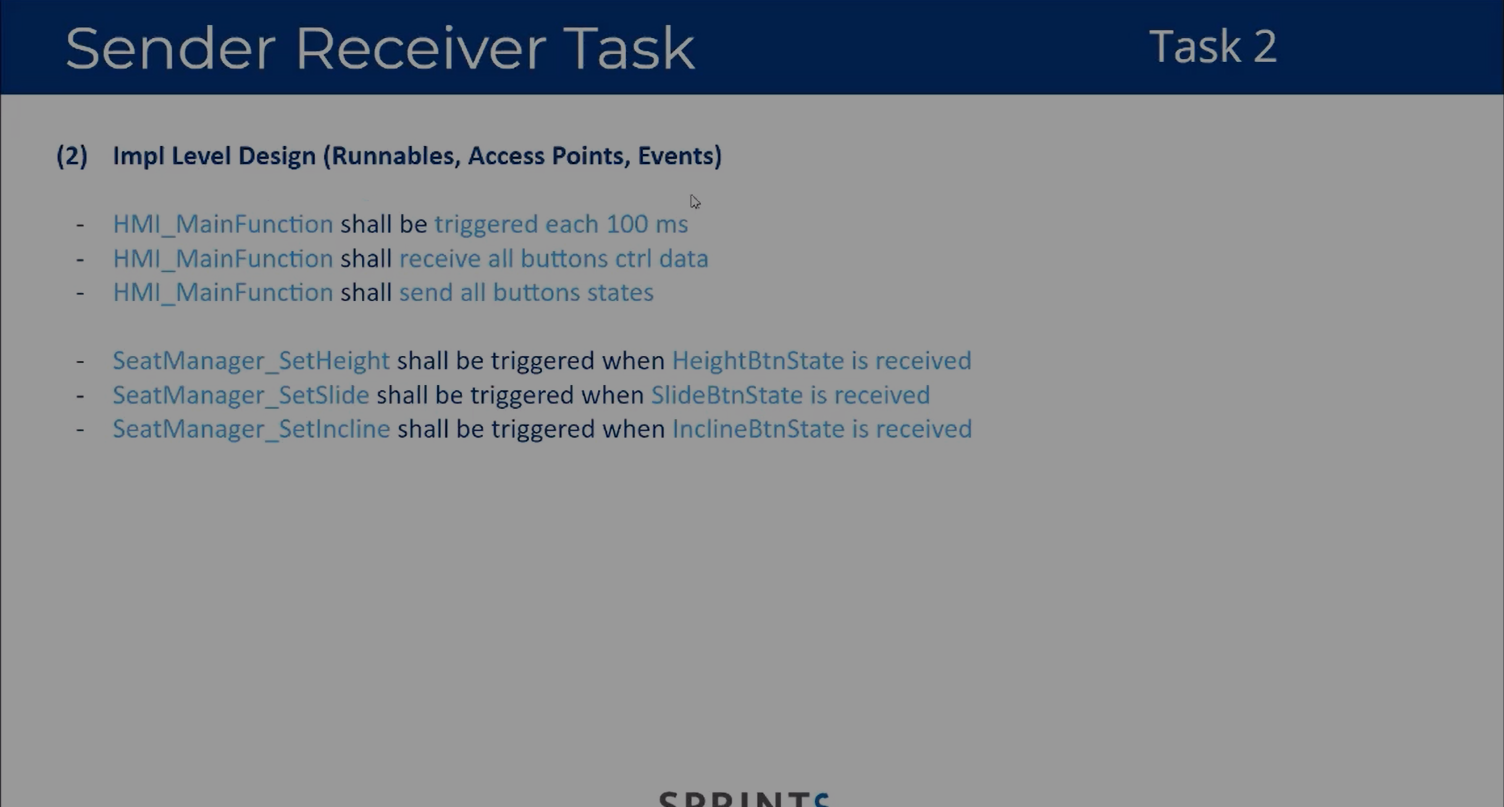 Sender Receiver Task
Task 2
(2) Impl Level Design (Runnables, Access Points, Events)
- HMI_MainFunction shall be triggered each 100 ms
- HMI_MainFunction shall receive all buttons ctrl data
- HMI_MainFunction shall send all buttons states
- SeatManager_SetHeight shall be triggered when HeightBtnState is received
- SeatManager_SetSlide shall be triggered when SlideBtnState is received
- SeatManager_SetIncline shall be triggered when InclineBtnState is received
SPRINTS